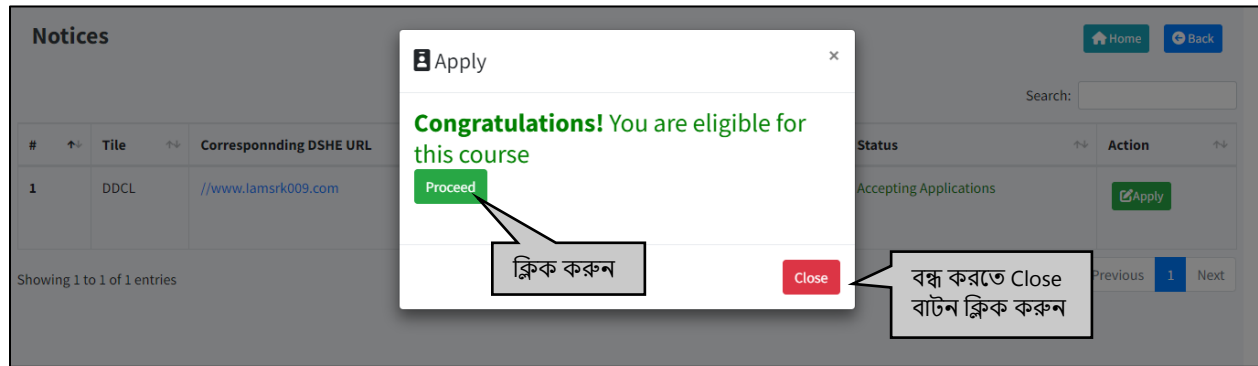 Notices
Home
Back
Search:
# Tile Corresponnding DSHE URL Status Action
1 DDCL //www.lamsrk009.com Accepting Applications Apply
Showing 1 to 1 of 1 entries
Previous 1 Next
Apply ×
Congratulations! You are eligible for
this course
Proceed
ক্লিক করুন
Close
বন্ধ করতে Close
বাটন ক্লিক করুন